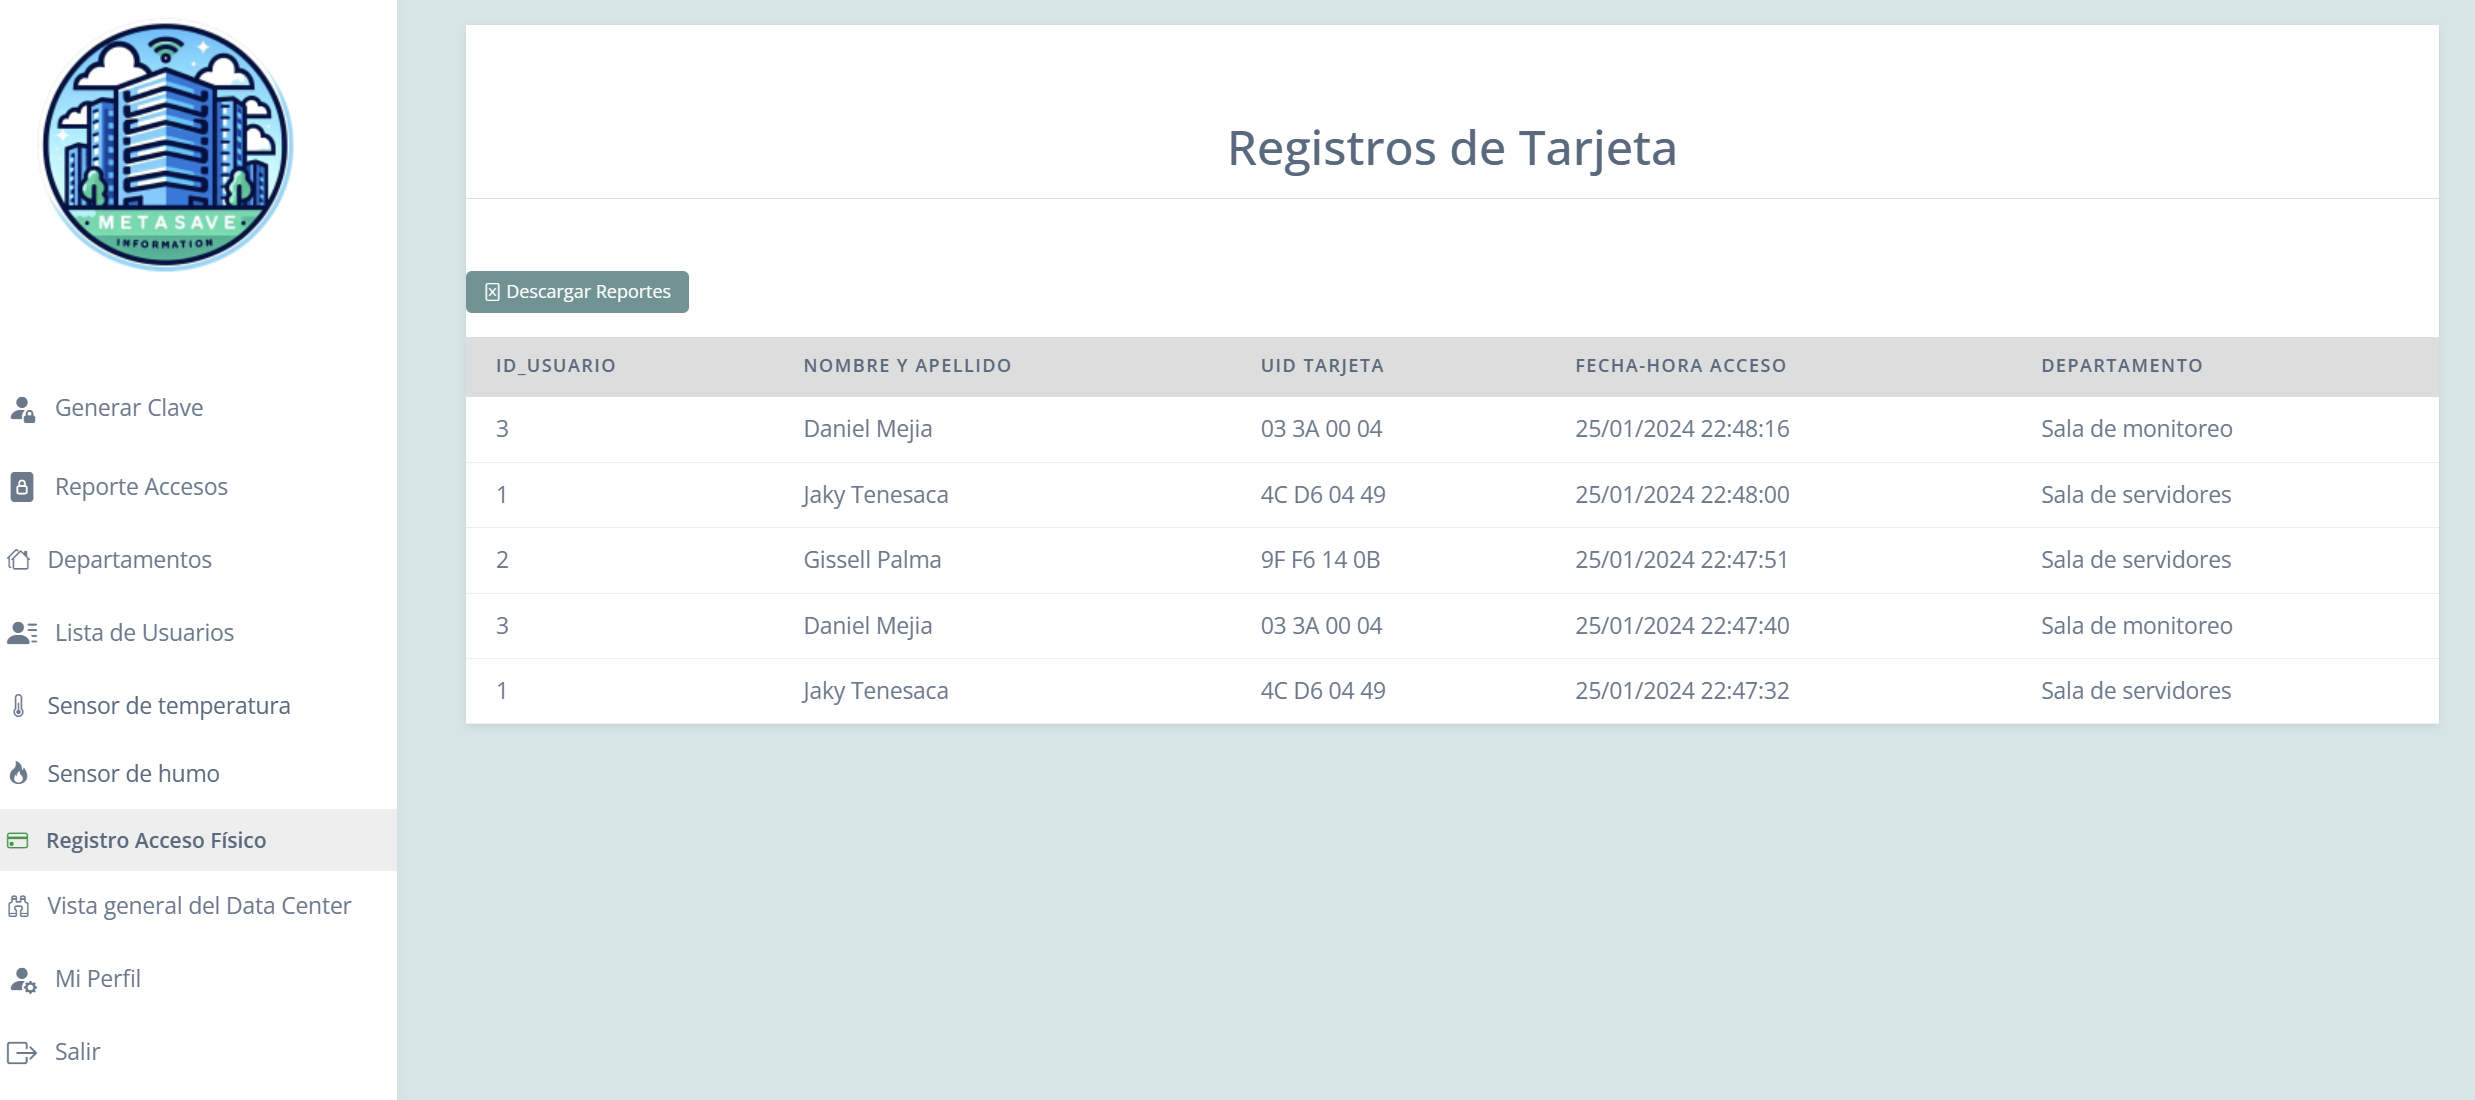 METASAVE
INFORMATION
Generar Clave
Reporte Accesos
Departamentos
Lista de Usuarios
Sensor de temperatura
Sensor de humo
Registro Acceso Físico
Vista general del Data Center
Mi Perfil
Salir
Registros de Tarjeta
Descargar Reportes
ID_USUARIO NOMBRE Y APELLIDO UID TARJETA FECHA-HORA ACCESO DEPARTAMENTO
3 Daniel Mejia 03 3A 00 04 25/01/2024 22:48:16 Sala de monitoreo
1 Jaky Tenesaca 4C D6 04 49 25/01/2024 22:48:00 Sala de servidores
2 Gissell Palma 9F F6 14 0B 25/01/2024 22:47:51 Sala de servidores
3 Daniel Mejia 03 3A 00 04 25/01/2024 22:47:40 Sala de monitoreo
1 Jaky Tenesaca 4C D6 04 49 25/01/2024 22:47:32 Sala de servidores